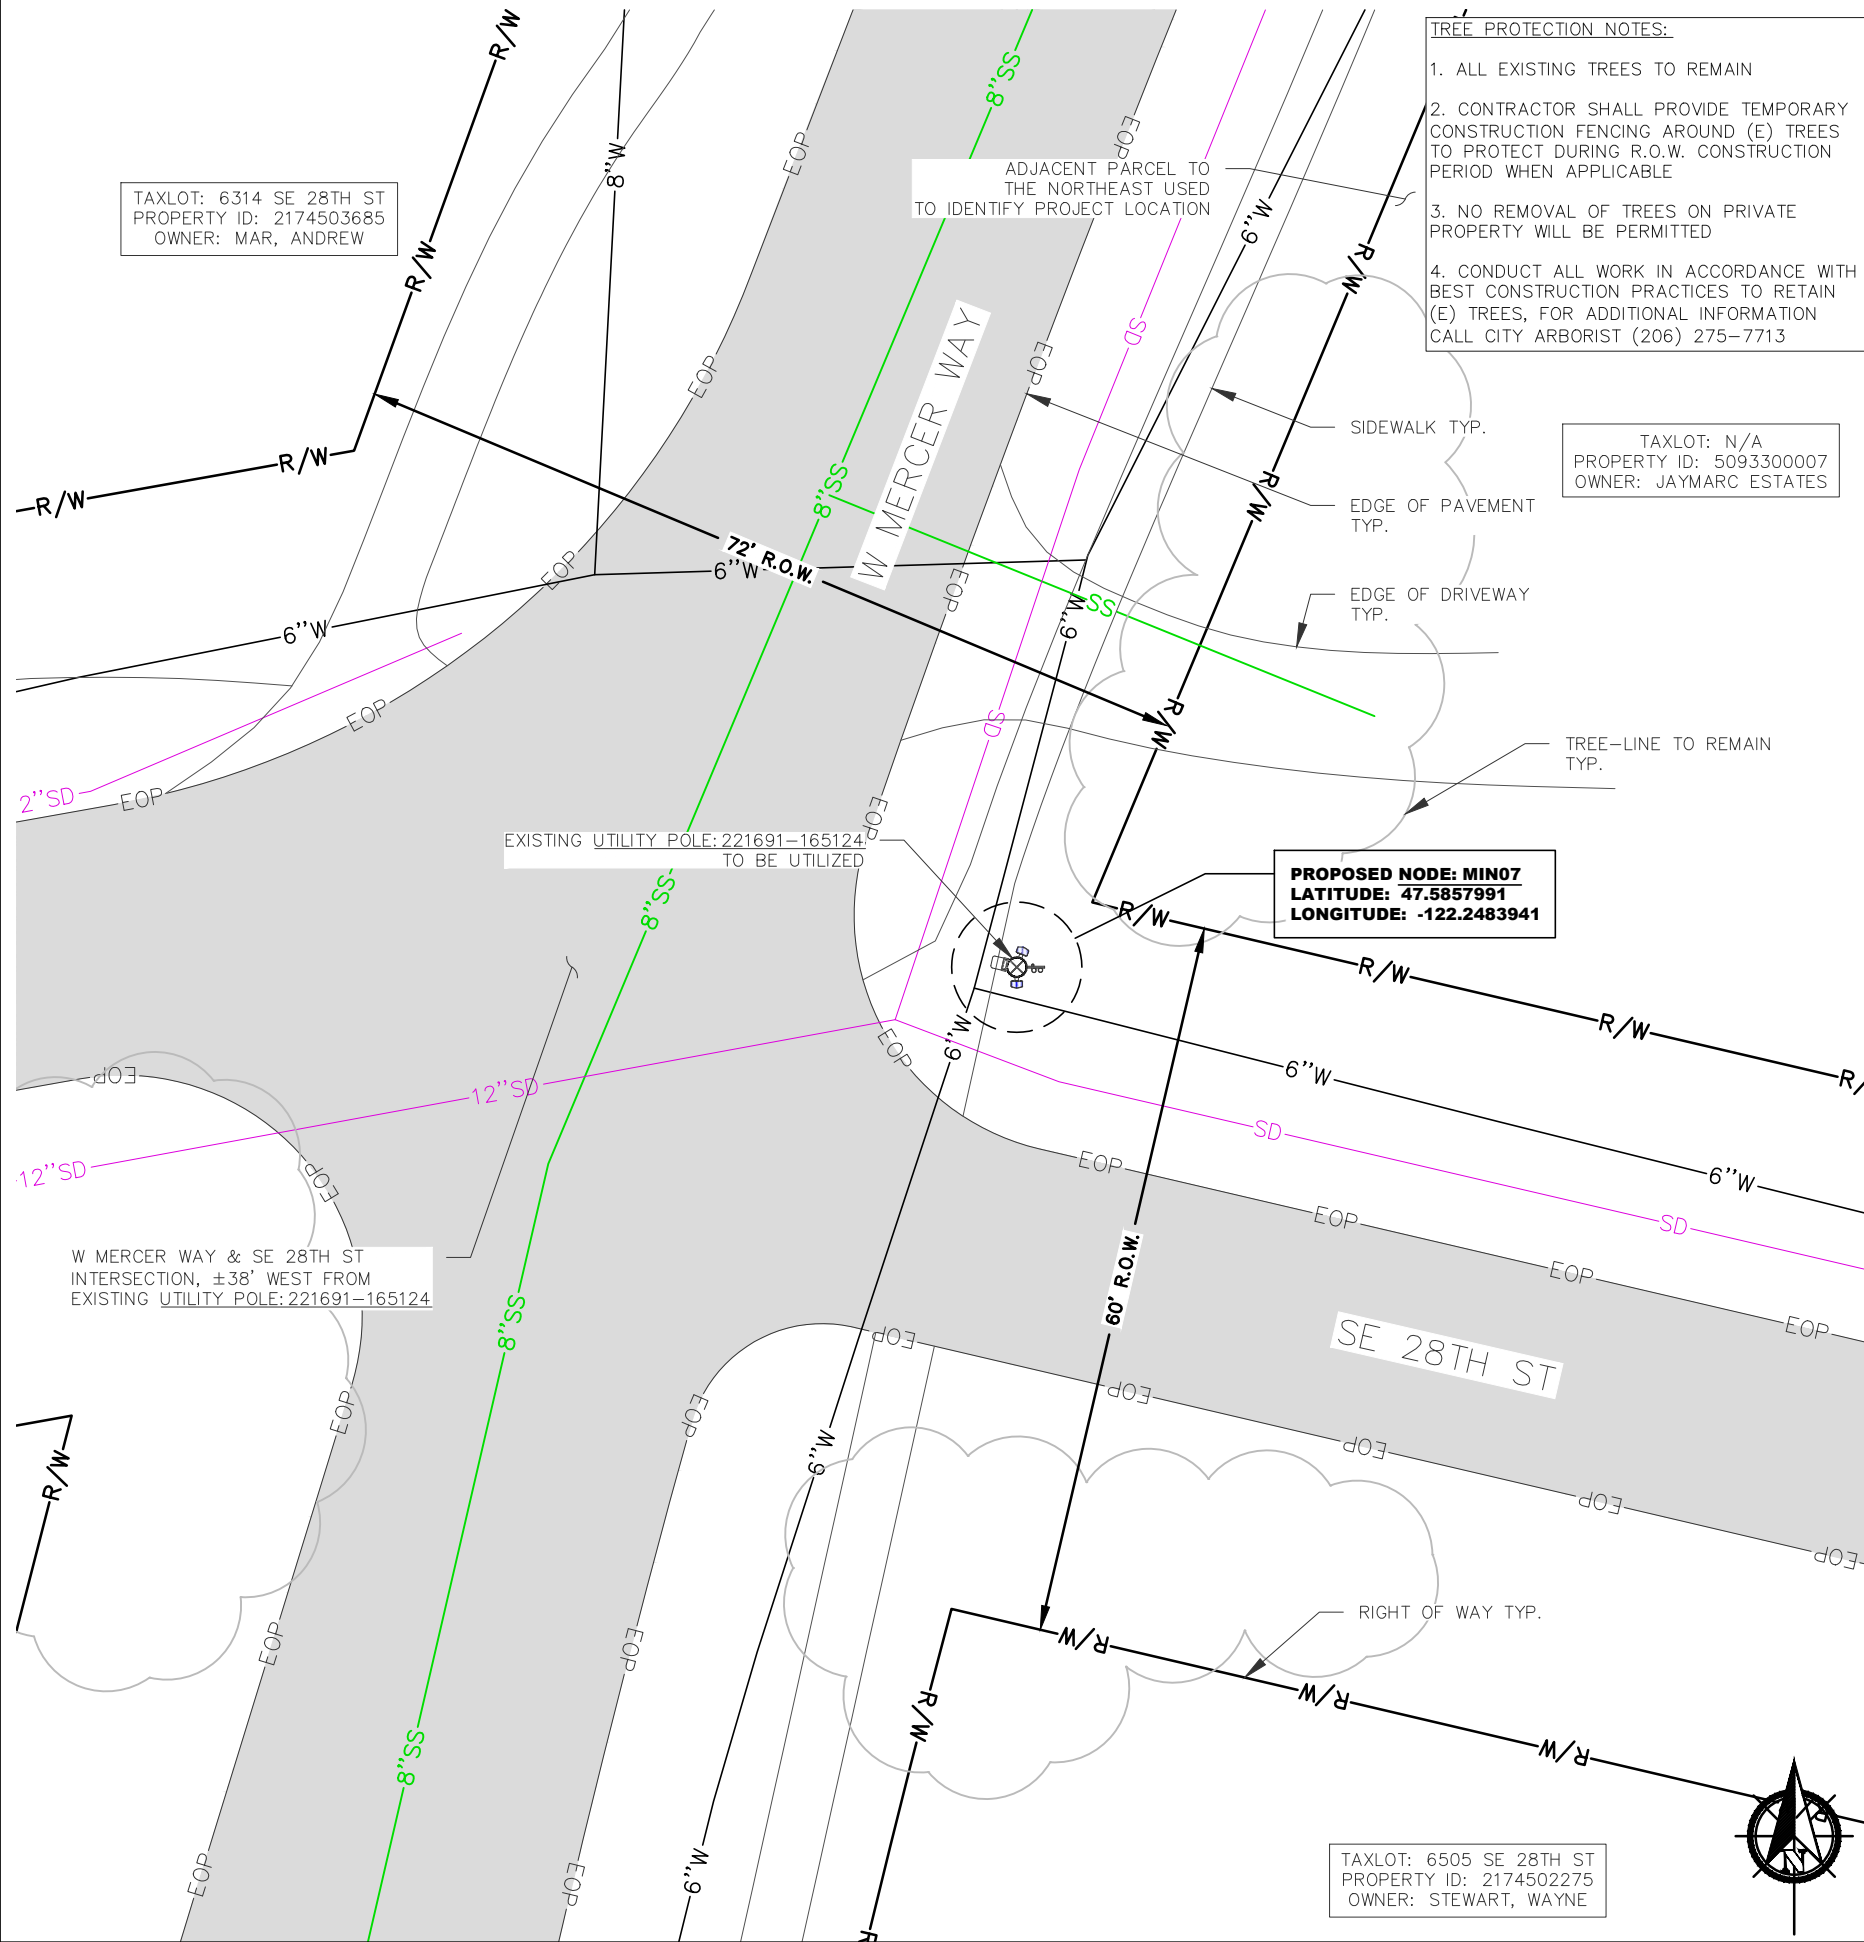 TREE PROTECTION NOTES:
1. ALL EXISTING TREES TO REMAIN
2. CONTRACTOR SHALL PROVIDE TEMPORARY
CONSTRUCTION FENCING AROUND (E) TREES
TO PROTECT DURING R.O.W. CONSTRUCTION
PERIOD WHEN APPLICABLE
3. NO REMOVAL OF TREES ON PRIVATE
PROPERTY WILL BE PERMITTED
4. CONDUCT ALL WORK IN ACCORDANCE WITH
BEST CONSTRUCTION PRACTICES TO RETAIN
(E) TREES, FOR ADDITIONAL INFORMATION
CALL CITY ARBORIST (206) 275-7713
TAXLOT: 6314 SE 28TH ST
PROPERTY ID: 2174503685
OWNER: MAR, ANDREW
ADJACENT PARCEL TO
THE NORTHEAST USED
TO IDENTIFY PROJECT LOCATION
R/W
8"SS
EOP
EOP
8"W
6"W
R/W
R/W
SD
W MERCER WAY
EOP
EOP
SIDEWALK TYP.
TAXLOT: N/A
PROPERTY ID: 5093300007
OWNER: JAYMARC ESTATES
R/W
R/W
8"SS
R/W
EDGE OF PAVEMENT
TYP.
72' R.O.W.
6"W
EOP
EOP
SS
EDGE OF DRIVEWAY
TYP.
6"W
6"W
EOP
SD
R/W
TREE-LINE TO REMAIN
TYP.
2"SD
EOP
EOP
EXISTING UTILITY POLE:221691-165124
TO BE UTILIZED
8"SS
PROPOSED NODE: MIN07
LATITUDE: 47.5857991
LONGITUDE: -122.2483941
R/W
R/W
R/W
R/
EOP
6"W
6"W
EOP
12"SD
12"SD
EOP
SD
EOP
6"W
SD
EOP
EOP
EOP
W MERCER WAY & SE 28TH ST
INTERSECTION, ±38' WEST FROM
EXISTING UTILITY POLE:221691-165124
8"SS
60' R.O.W.
SE 28TH ST
EOP
EOP
EOP
EOP
EOP
EOP
EOP
6"W
R/W
EOP
EOP
RIGHT OF WAY TYP.
R/W
R/W
R/W
R/W
8"SS
R
N
EOP
EOP
6"W
R
TAXLOT: 6505 SE 28TH ST
PROPERTY ID: 2174502275
OWNER: STEWART, WAYNE